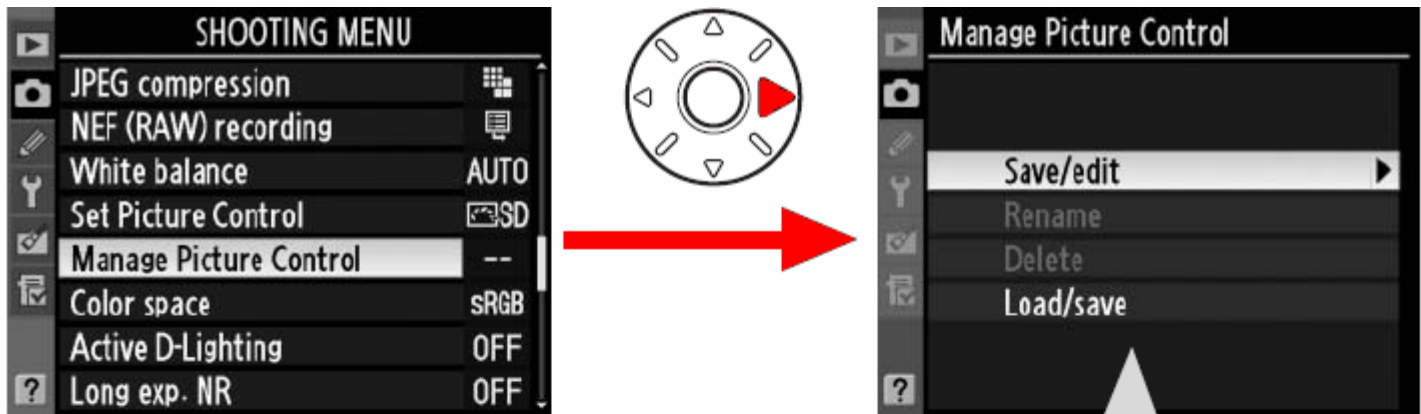 SHOOTING MENU
JPEG compression
NEF (RAW) recording
White balance AUTO
Set Picture Control SD
Manage Picture Control --
Color space sRGB
Active D-Lighting OFF
Long exp. NR OFF
?
Manage Picture Control
Save/edit
Rename
Delete
Load/save
?